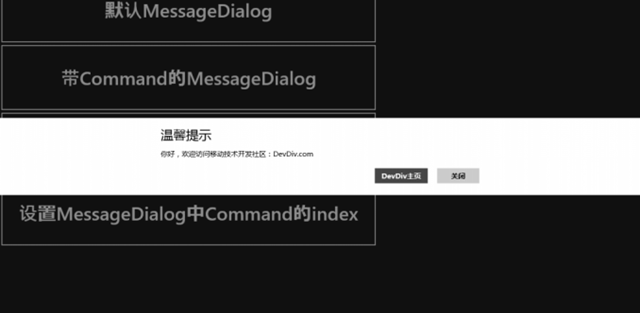 默认MessageDialog
带Command的MessageDialog
温馨提示
你好，欢迎访问移动技术开发社区：DevDiv.com
DevDiv主页 关闭
设置MessageDialog中Command的index